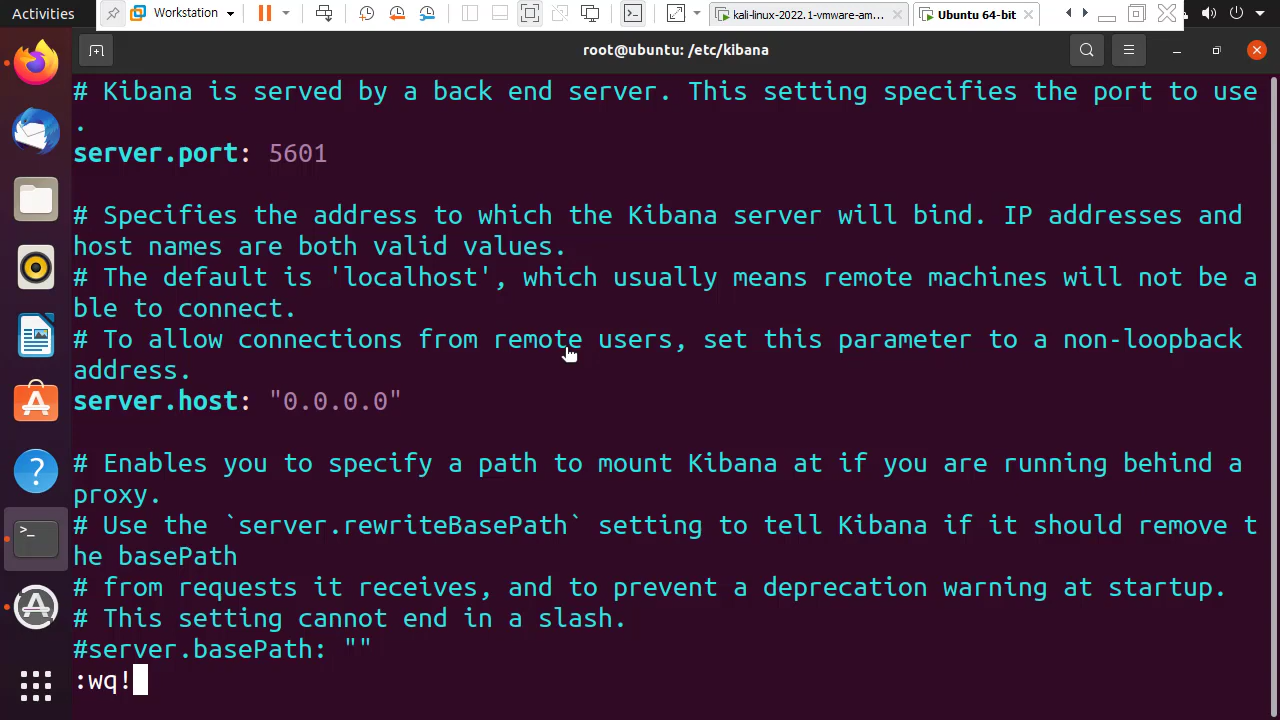 Activities
Workstation
kali-linux-2022.1-vmware-am...
Ubuntu 64-bit
root@ubuntu: /etc/kibana
# Kibana is served by a back end server. This setting specifies the port to use
.
server.port: 5601
# Specifies the address to which the Kibana server will bind. IP addresses and
host names are both valid values.
# The default is 'localhost', which usually means remote machines will not be a
ble to connect.
# To allow connections from remote users, set this parameter to a non-loopback
address.
server.host: "0.0.0.0"
# Enables you to specify a path to mount Kibana at if you are running behind a
proxy.
# Use the `server.rewriteBasePath` setting to tell Kibana if it should remove t
he basePath
# from requests it receives, and to prevent a deprecation warning at startup.
# This setting cannot end in a slash.
#server.basePath: ""
:wq!